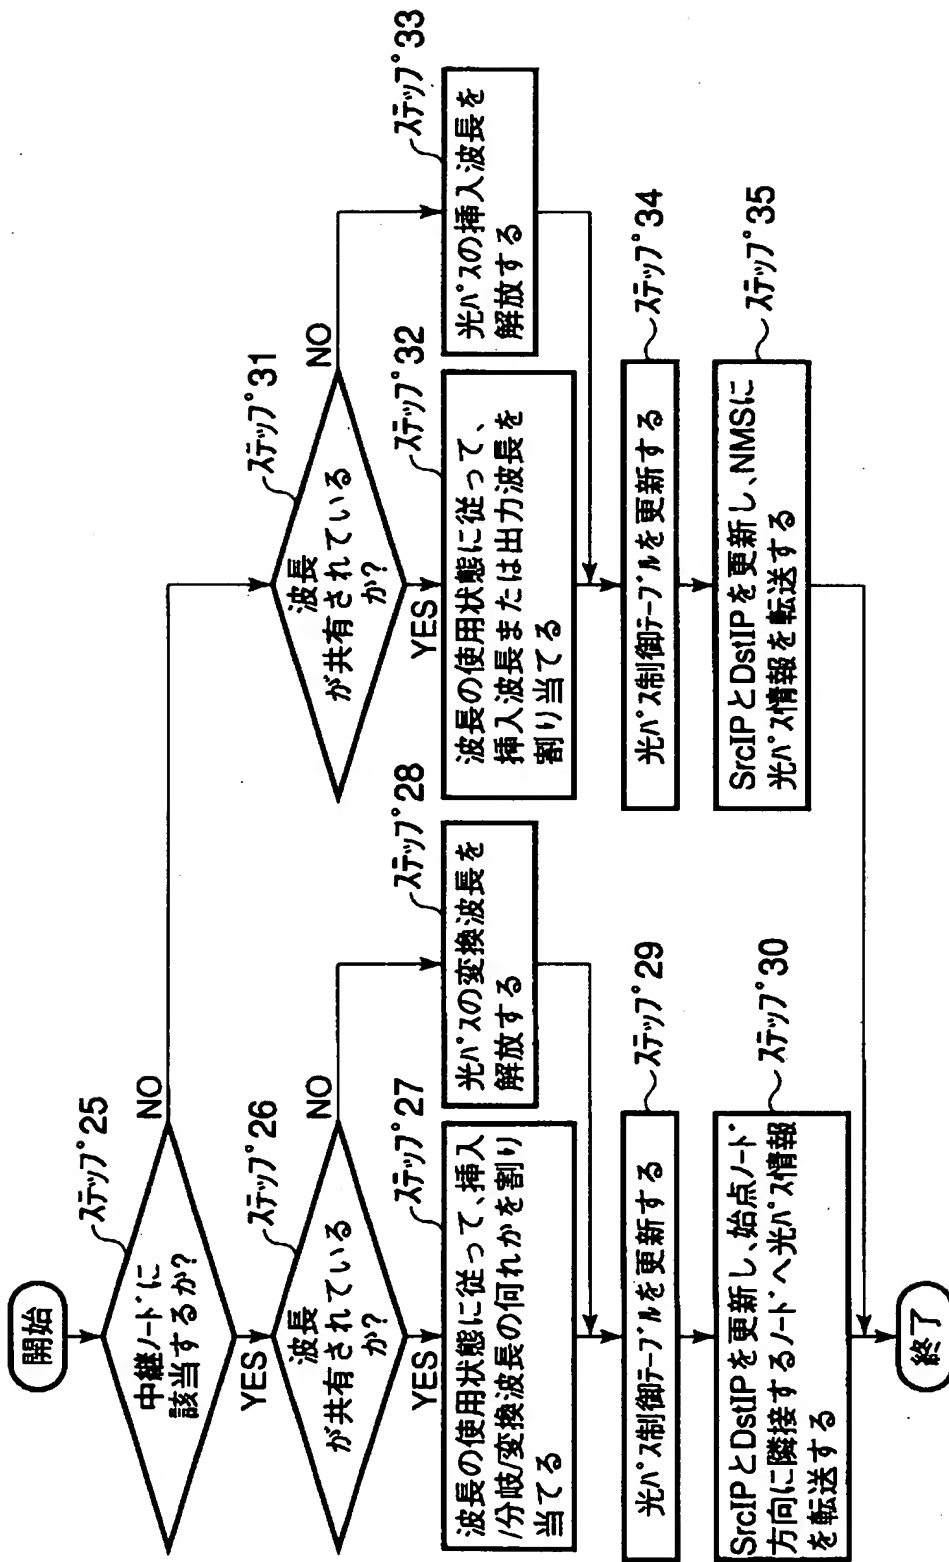 開始
ステップ25
中継ノードに
該当するか?
NO
YES
ステップ26
波長
が共有されている
か?
NO
YES
ステップ27
波長の使用状態に従って、挿入
/分岐/変換波長の何れかを割り
当てる
ステップ28
光パスの変換波長を
解放する
ステップ29
光パス制御テーブルを更新する
ステップ30
SrcIPとDstIPを更新し、始点ノード
方向に隣接するノードへ光パス情報
を転送する
ステップ31
波長
が共有されている
か?
NO
YES
ステップ32
波長の使用状態に従って、
挿入波長または出力波長を
割り当てる
ステップ33
光パスの挿入波長を
解放する
ステップ34
光パス制御テーブルを更新する
ステップ35
SrcIPとDstIPを更新し、NMSに
光パス情報を転送する
終了